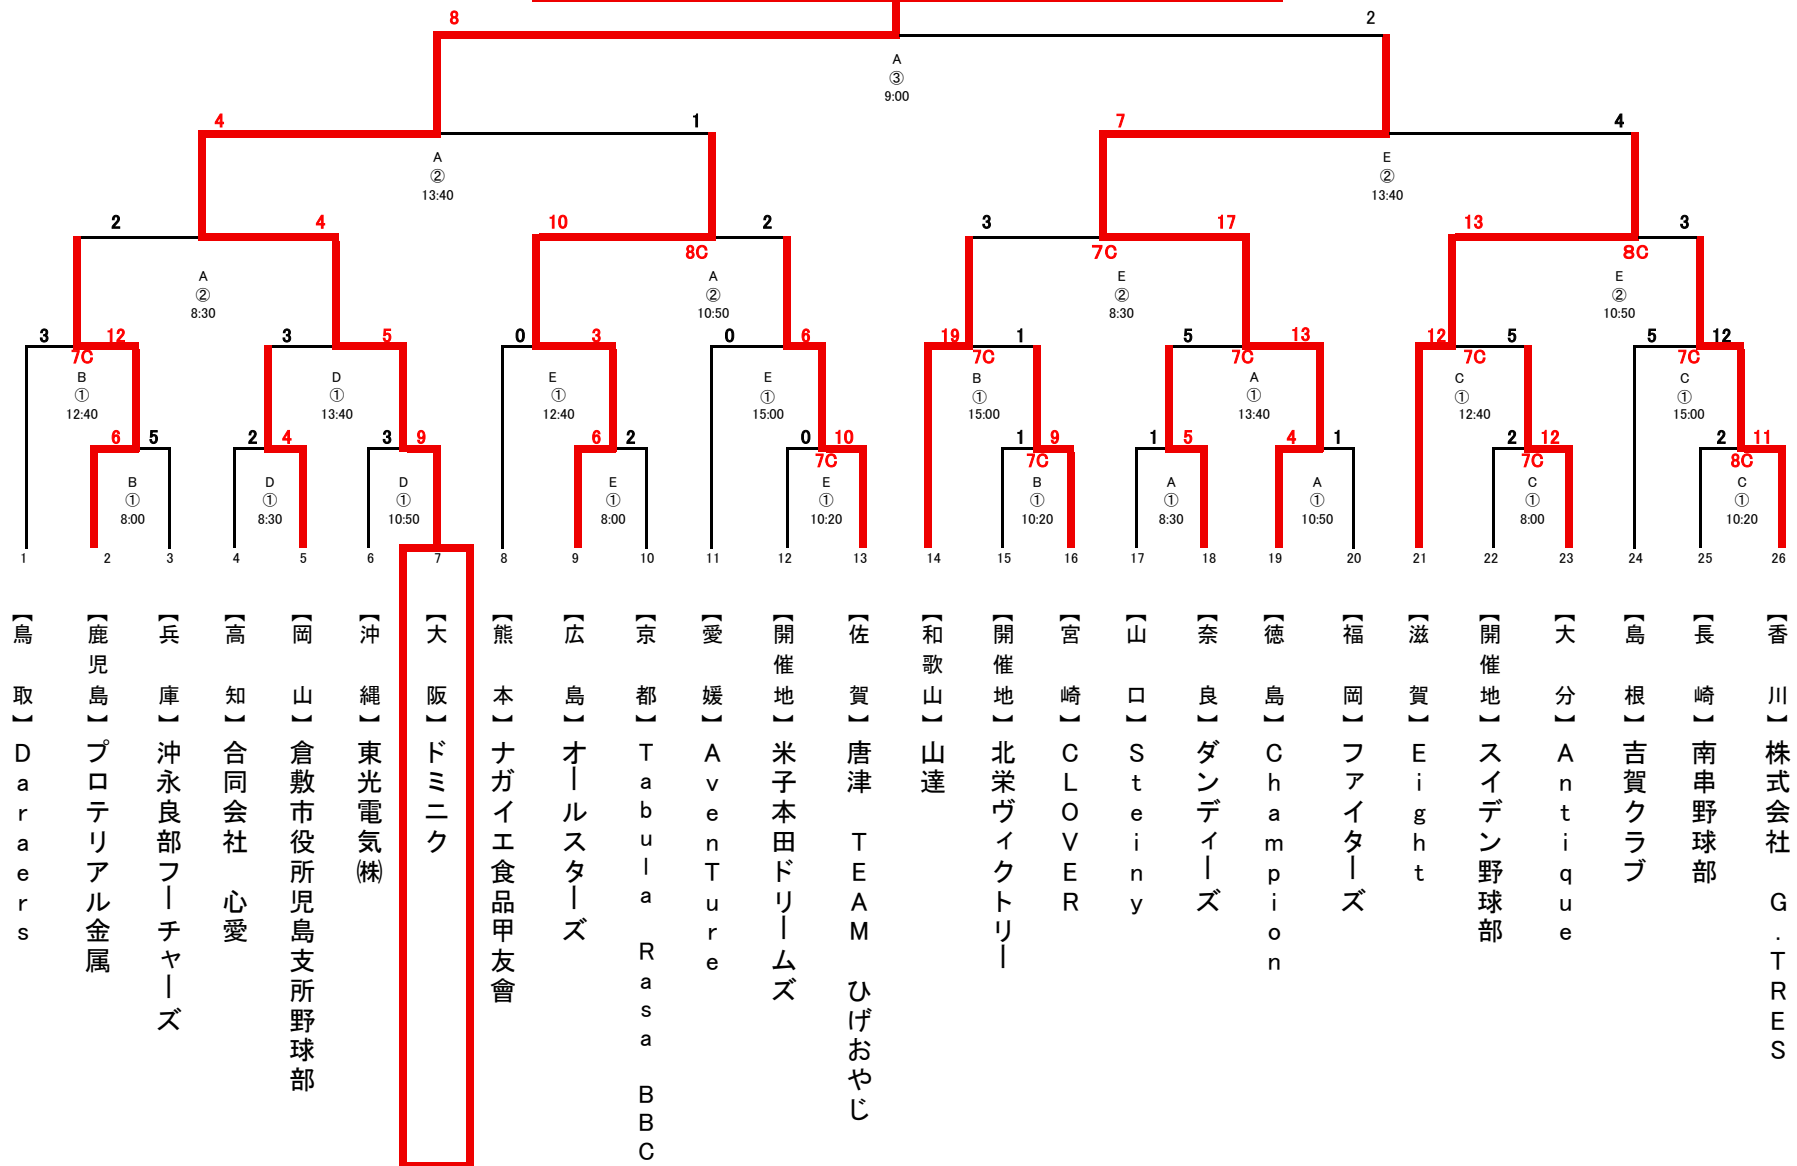 8 2
A
③
9:00
4 1 7 4
A E
② ②
13:40 13:40
2 4 10 2 3 17 13 3
8C 7C 8C
A A E E
② ② ② ②
8:30 10:50 8:30 10:50
3 12 3 5 0 3 0 6 19 1 5 13 12 5 5 12
7C 7C 7C 7C 7C
B D E E B A C C
① ① ① ① ① ① ① ①
12:40 13:40 12:40 15:00 15:00 13:40 12:40 15:00
6 5 2 4 3 9 6 2 0 10 1 9 1 5 4 1 2 12 2 11
7C 7C 7C 8C
B D D E E B A A C C
① ① ① ① ① ① ① ① ① ①
8:00 8:30 10:50 8:00 10:20 10:20 8:30 10:50 8:00 10:20
1 2 3 4 5 6 7 8 9 10 11 12 13 14 15 16 17 18 19 20 21 22 23 24 25 26
【鳥取】Daraers
【鹿児島】プロテリアル金属
【兵庫】沖永良部フーチャーズ
【高知】合同会社 心愛
【岡山】倉敷市役所児島支所野球部
【沖縄】東光電気㈱
【大阪】ドミニク
【熊本】ナガイエ食品甲友會
【広島】オールスターズ
【京都】Tabula Rasa BBC
【愛媛】AvenTure
【開催地】米子本田ドリームズ
【佐賀】唐津 TEAM ひげおやじ
【和歌山】山達
【開催地】北栄ヴィクトリー
【宮崎】CLOVER
【山口】Steiny
【奈良】ダンディーズ
【徳島】Champion
【福岡】ファイターズ
【滋賀】Eight
【開催地】スイデン野球部
【大分】Antique
【島根】吉賀クラブ
【長崎】南串野球部
【香川】株式会社 G.TRES